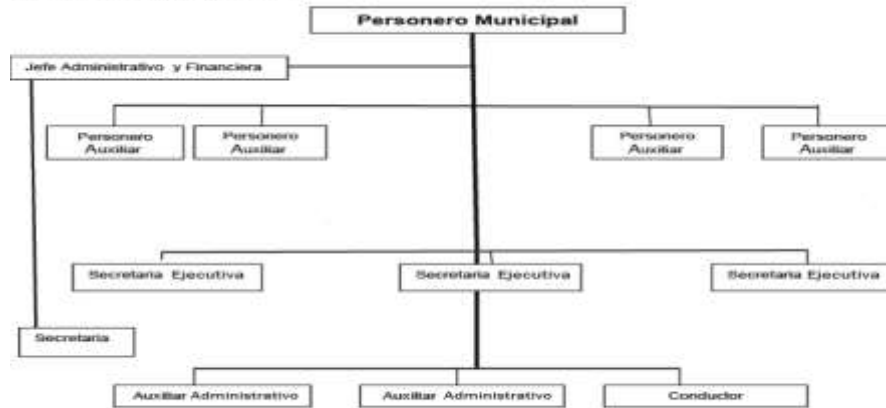 Personero Municipal
Jefe Administrativo y Financiera
Personero
Auxiliar
Personero
Auxiliar
Personero
Auxiliar
Personero
Auxiliar
Secretaria Ejecutiva
Secretaria Ejecutiva
Secretaria Ejecutiva
Secretaria
Auxiliar Administrativo
Auxiliar Administrativo
Conductor